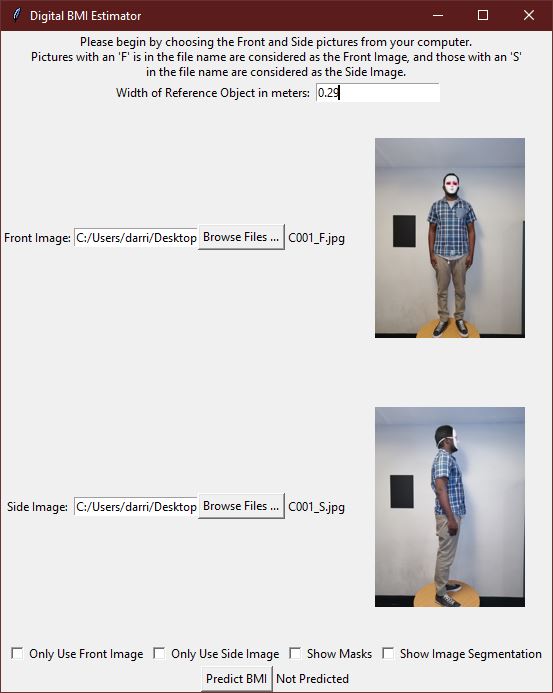 Digital BMI Estimator
Please begin by choosing the Front and Side pictures from your computer.
Pictures with an 'F' is in the file name are considered as the Front Image, and those with an 'S'
in the file name are considered as the Side Image.
Width of Reference Object in meters: 0.29
Front Image: C:/Users/darri/Desktop Browse Files ... C001_F.jpg
Side Image: C:/Users/darri/Desktop Browse Files ... C001_S.jpg
Only Use Front Image Only Use Side Image Show Masks Show Image Segmentation
Predict BMI Not Predicted